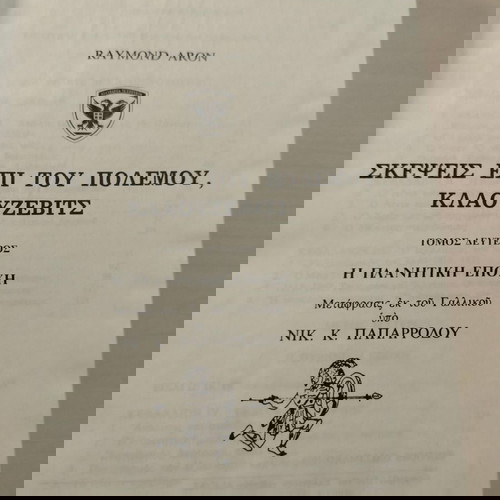 RAYMOND ARON
ΣΚΕΨΕΙΣ ΕΠΙ ΤΟΥ ΠΟΛΕΜΟΥ,
ΚΛΑΟΥΖΕΒΙΤΣ
ΤΟΜΟΣ ΔΕΥΤΕΡΟΣ
Η ΠΛΑΝΗΤΙΚΗ ΕΠΟΧΗ
Μετάφρασις ἐκ τοῦ Γαλλικοῦ
ὑπὸ
ΝΙΚ. Κ. ΠΑΠΑΡΡΟΔΟΥ